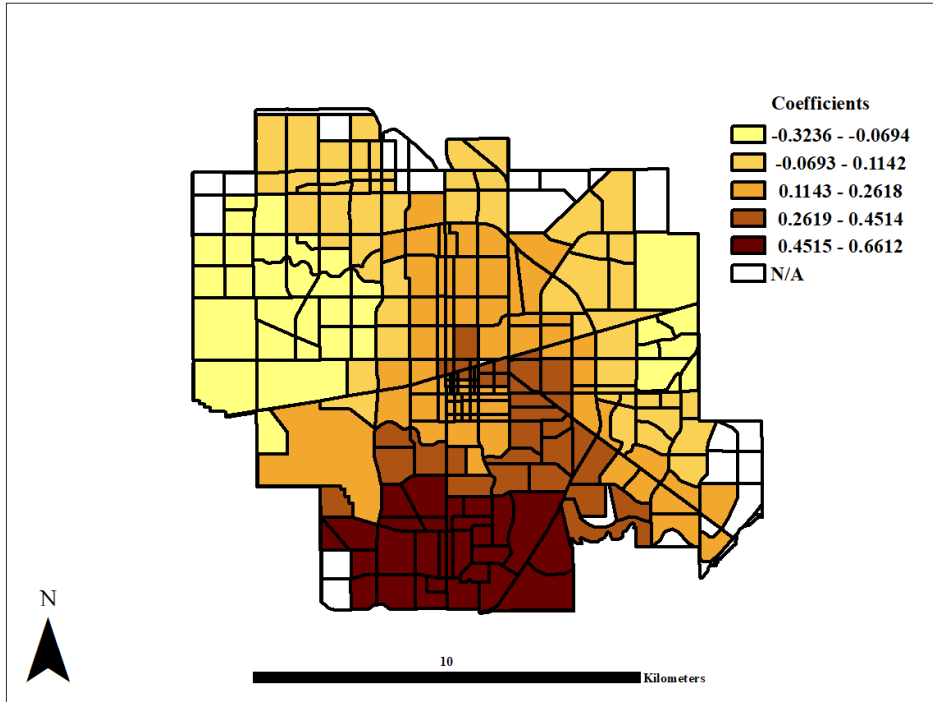 Coefficients
-0.3236 - -0.0694
-0.0693 - 0.1142
0.1143 - 0.2618
0.2619 - 0.4514
0.4515 - 0.6612
N/A
N
10
Kilometers